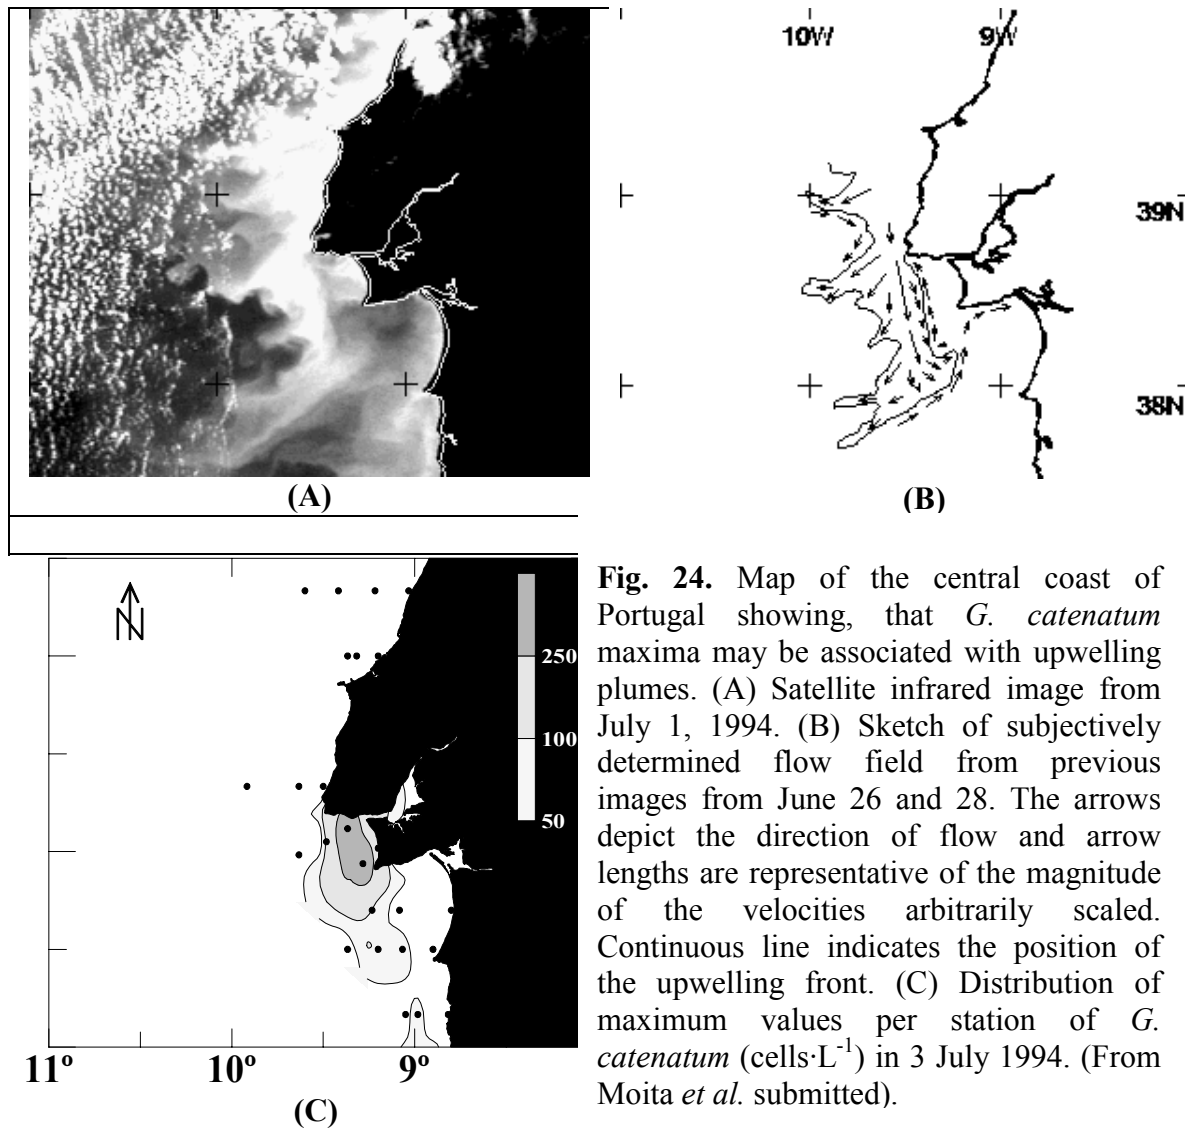 10W
9W
39N
38N
(A)
(B)
N
250
100
50
11º
10º
9º
(C)
Fig. 24. Map of the central coast of
Portugal showing, that G. catenatum
maxima may be associated with upwelling
plumes. (A) Satellite infrared image from
July 1, 1994. (B) Sketch of subjectively
determined flow field from previous
images from June 26 and 28. The arrows
depict the direction of flow and arrow
lengths are representative of the magnitude
of the velocities arbitrarily scaled.
Continuous line indicates the position of
the upwelling front. (C) Distribution of
maximum values per station of G.
catenatum (cells·L-1) in 3 July 1994. (From
Moita et al. submitted).